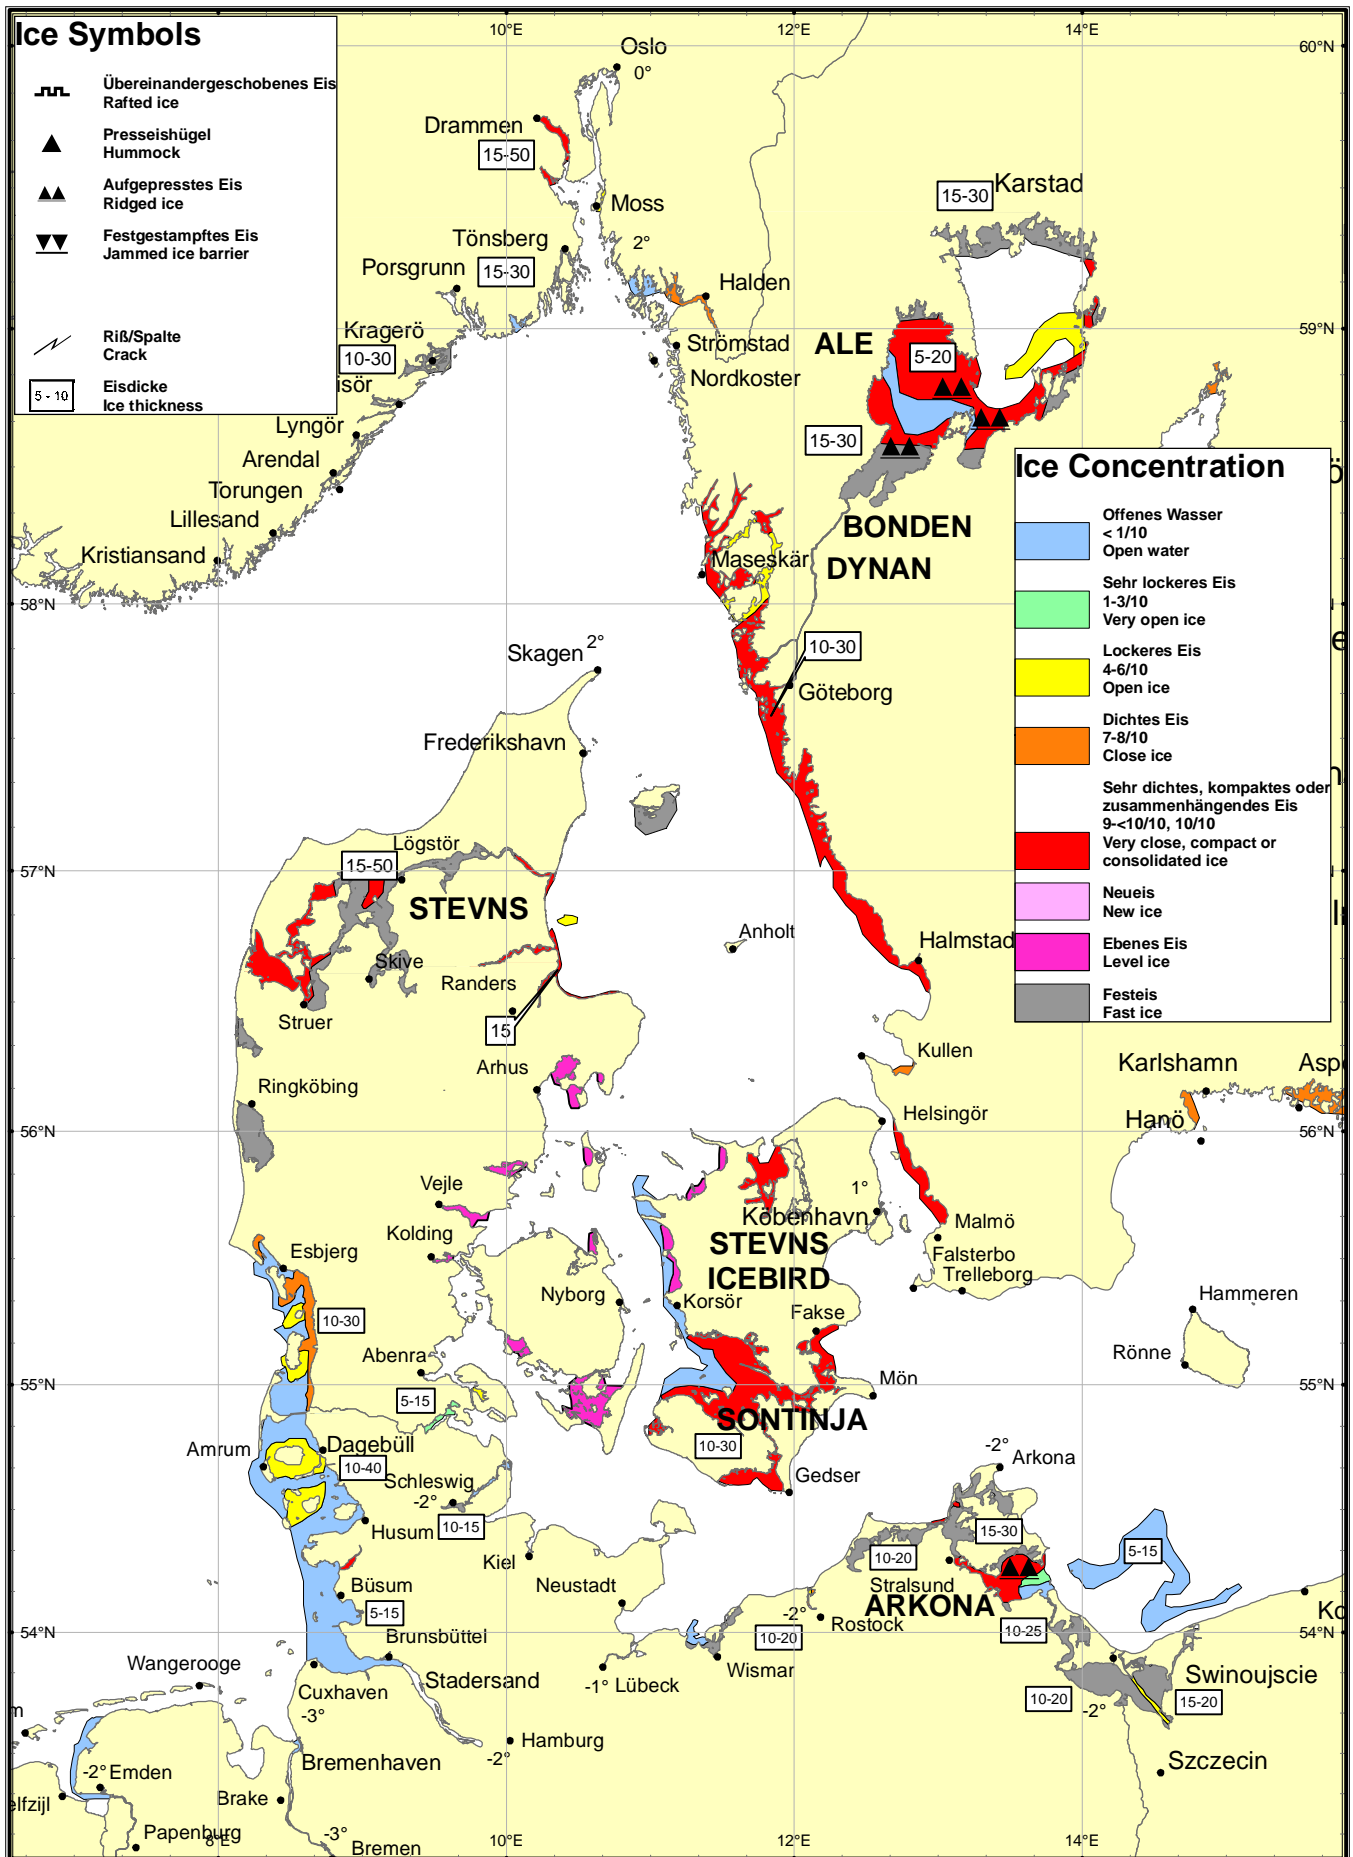 Ice Symbols
Übereinandergeschobenes Eis
Rafted ice
Presseishügel
Hummock
Aufgepresstes Eis
Ridged ice
Festgestampftes Eis
Jammed ice barrier
Riß/Spalte
Crack
5 - 10
Eisdicke
Ice thickness
10°E
12°E
14°E
60°N
Oslo
0°
Drammen
15-50
Karstad
15-30
Moss
2°
Tönsberg
Porsgrunn
15-30
Halden
59°N
Kragerö
10-30
ALE
5-20
Strömstad
Nordkoster
isör
Lyngör
15-30
Arendal
Torungen
Lillesand
Kristiansand
BONDEN
DYNAN
Maseskär
58°N
Ice Concentration
Offenes Wasser
< 1/10
Open water
Sehr lockeres Eis
1-3/10
Very open ice
Lockeres Eis
4-6/10
Open ice
Dichtes Eis
7-8/10
Close ice
Sehr dichtes, kompaktes oder
zusammenhängendes Eis
9-<10/10, 10/10
Very close, compact or
consolidated ice
Neueis
New ice
Ebenes Eis
Level ice
Festeis
Fast ice
10-30
Skagen
2°
Göteborg
Frederikshavn
Lögstör
15-50
57°N
57°N
STEVNS
Anholt
Halmstad
Skive
Randers
Struer
15
Arhus
Kullen
Karlshamn
Asp
Ringköbing
Helsingör
Hanö
56°N
56°N
Vejle
1°
Köbenhavn
Malmö
Kolding
STEVNS
Falsterbo
Esbjerg
ICEBIRD
Trelleborg
Nyborg
Korsör
Fakse
Hammeren
10-30
Rönne
Abenra
Mön
55°N
55°N
5-15
SONTINJA
Amrum
Dagebüll
10-30
-2°
Arkona
10-40
Schleswig
-2°
Gedser
Husum
10-15
15-30
10-20
5-15
Kiel
Stralsund
Büsum
Neustadt
ARKONA
5-15
-2°
Rostock
10-25
Brunsbüttel
10-20
54°N
54°N
Wangerooge
Wismar
Stadersand
Cuxhaven
-1°
Lübeck
Swinoujscie
10-20
-2°
15-20
-3°
Hamburg
-2°
Bremenhaven
Szczecin
-2°
Emden
elfzijl
Brake
-3°
Papenburg
Bremen
8°E
10°E
12°E
14°E